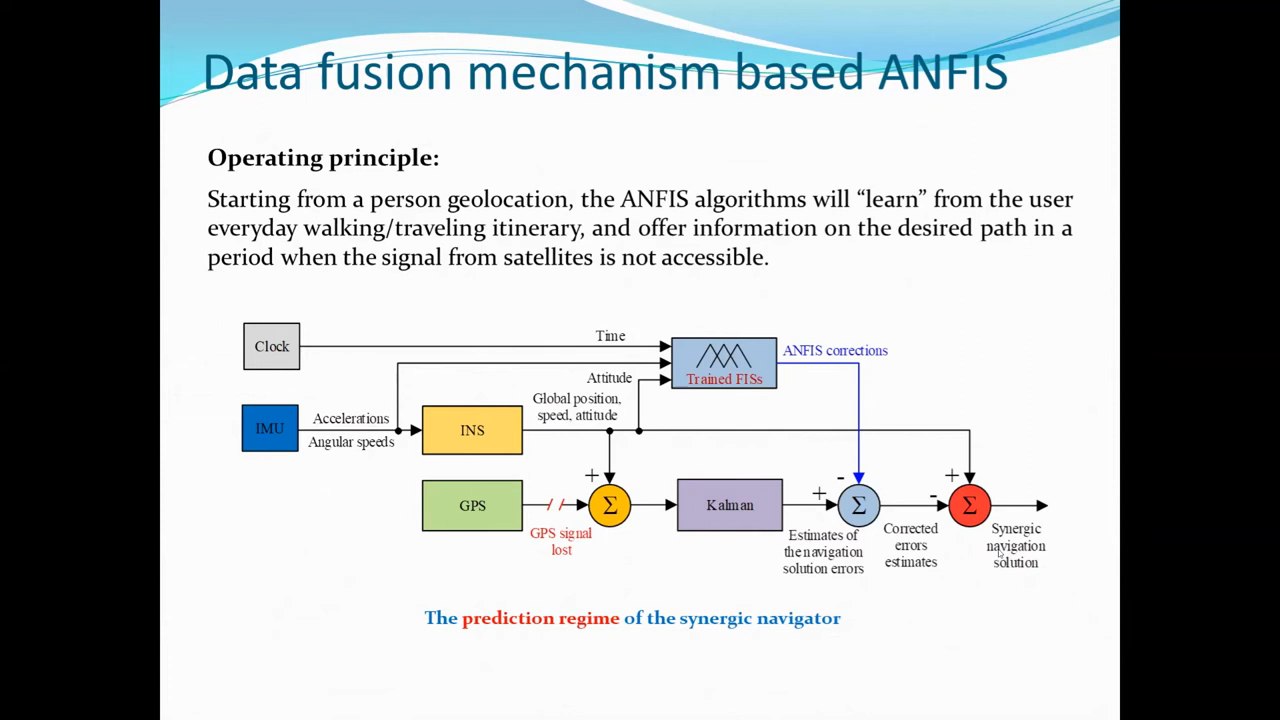 Data fusion mechanism based ANFIS
Operating principle:
Starting from a person geolocation, the ANFIS algorithms will “learn” from the user
everyday walking/traveling itinerary, and offer information on the desired path in a
period when the signal from satellites is not accessible.
Clock
Time
ANFIS corrections
Trained FISs
Attitude
Global position,
speed, attitude
IMU
Accelerations
Angular speeds
INS
GPS
GPS signal
lost
+
Σ
Kalman
+
-
Σ
Estimates of
the navigation
solution errors
Corrected
errors
estimates
-
+
Σ
Synergic
navigation
solution
The prediction regime of the synergic navigator